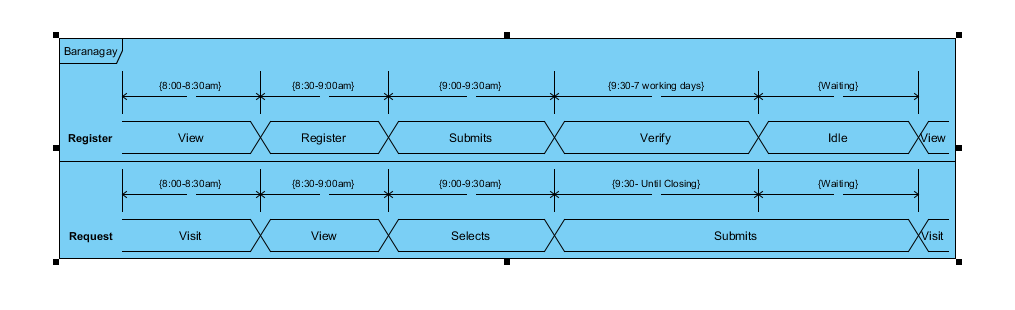 Baranagay
{8:00-8:30am} {8:30-9:00am} {9:00-9:30am} {9:30-7 working days} {Waiting}
Register View Register Submits Verify Idle View
{8:00-8:30am} {8:30-9:00am} {9:00-9:30am} {9:30- Until Closing} {Waiting}
Request Visit View Selects Submits Visit